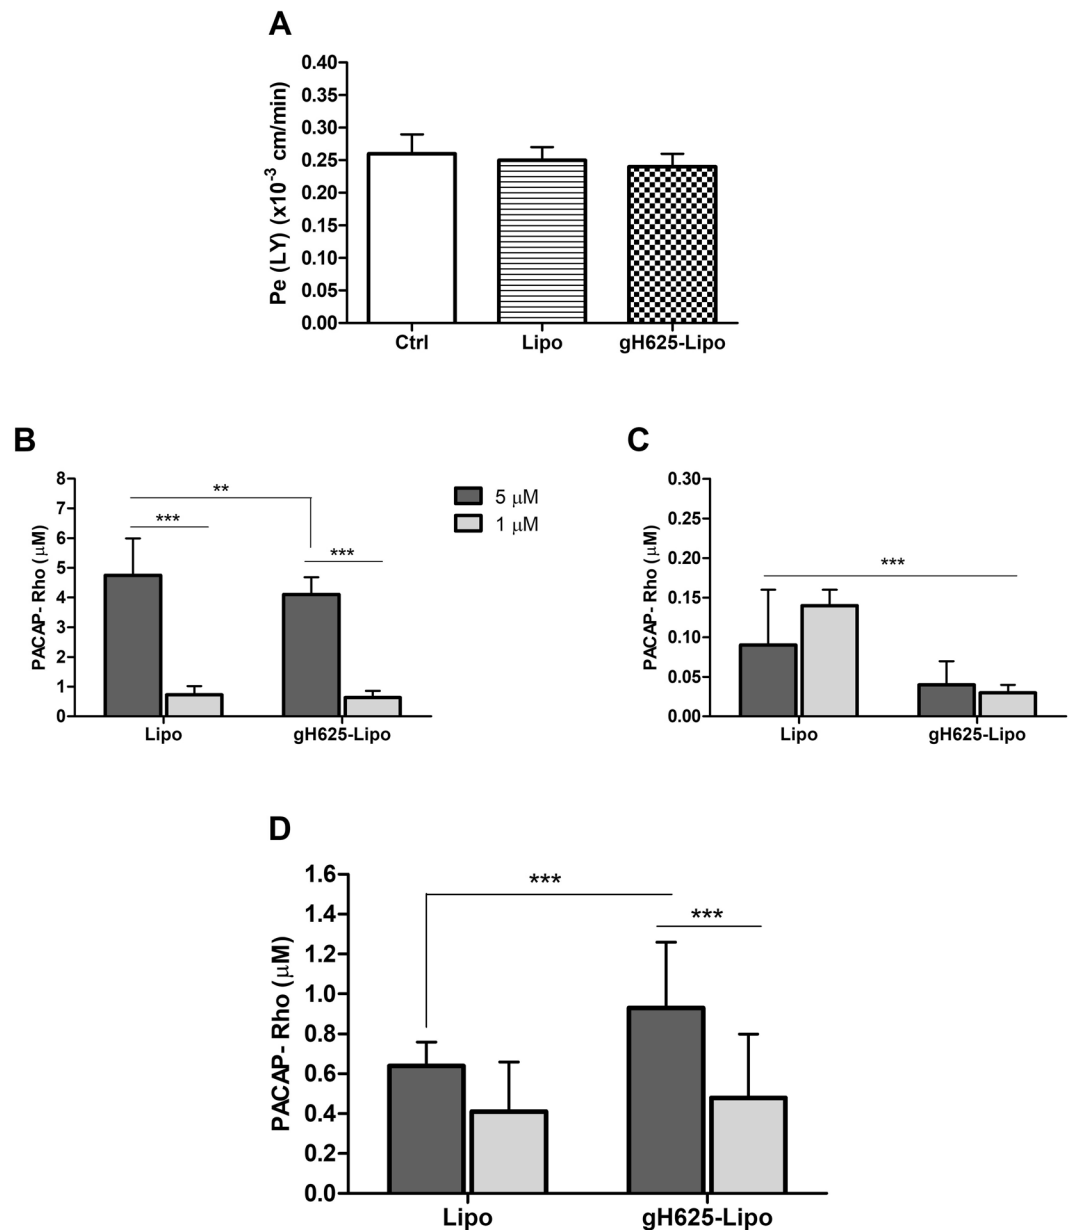 A
Pe (LY) (x10⁻³ cm/min)
0.40
0.35
0.30
0.25
0.20
0.15
0.10
0.05
0.00
Ctrl Lipo gH625-Lipo
B
PACAP- Rho (μM)
8
7
6
5
4
3
2
1
0
**
***
***
Lipo gH625-Lipo
5 μM
1 μM
C
PACAP- Rho (μM)
0.30
0.25
0.20
0.15
0.10
0.05
0.00
***
Lipo gH625-Lipo
D
PACAP- Rho (μM)
1.6
1.4
1.2
1.0
0.8
0.6
0.4
0.2
0.0
***
***
Lipo gH625-Lipo